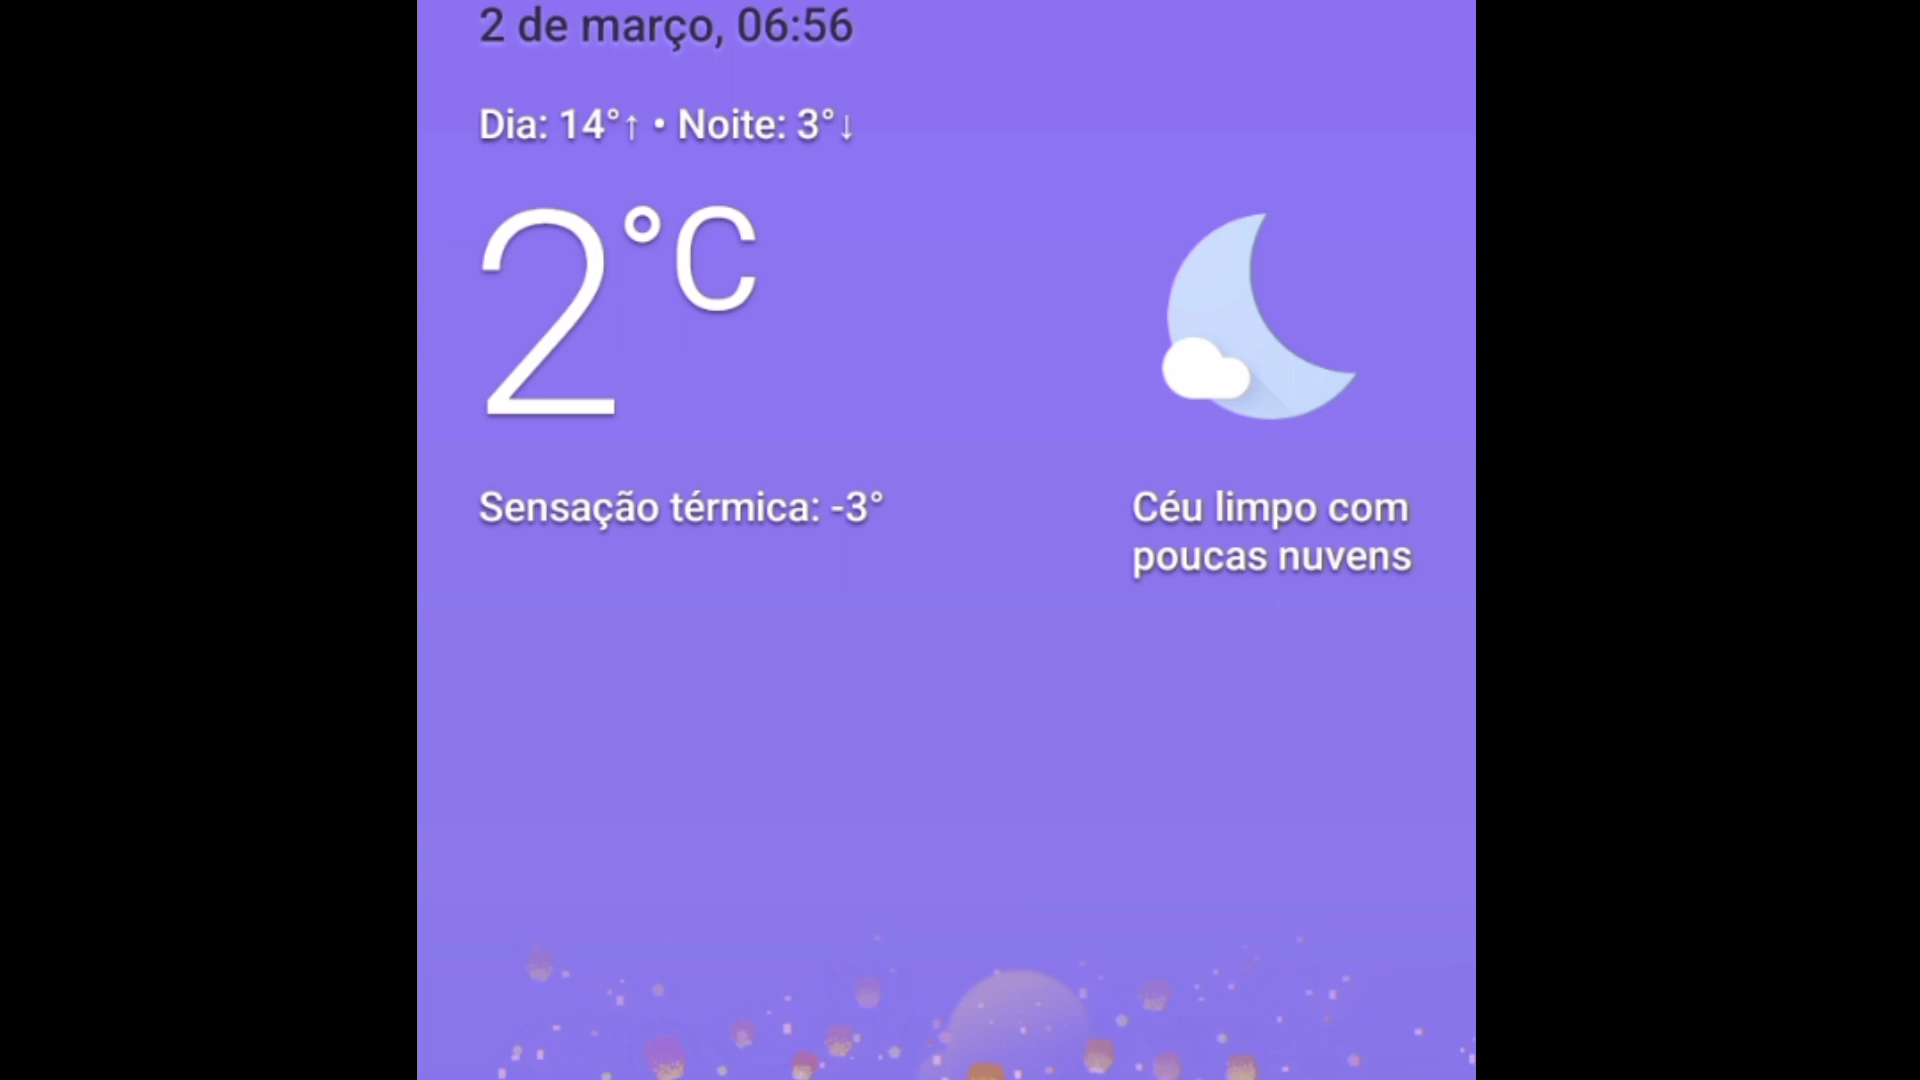 2 de março, 06:56
Dia: 14°↑ • Noite: 3°↓
2°C
Sensação térmica: -3°
Céu limpo com
poucas nuvens